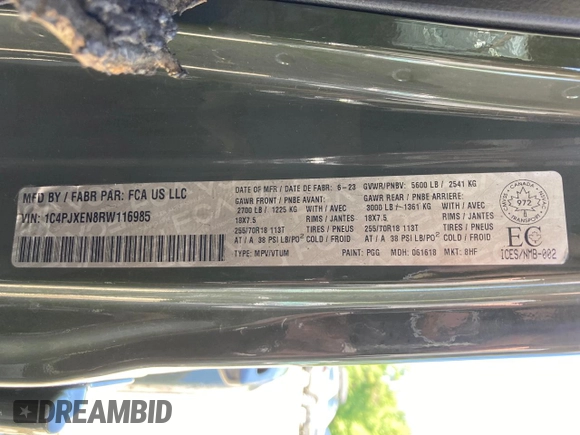 MFD BY / FABR PAR: FCA US LLC
VIN: 1C4PJXEN8RW116985
DATE OF MFR / DATE DE FABR: 6-23
GVWR/PNBV: 5600 LB / 2541 KG
GAWR FRONT / PNBE AVANT:
2700 LB / 1225 KG - WITH / AVEC
18X7.5 RIMS / JANTES
255/70R18 113T TIRES / PNEUS
AT / A 38 PSI LB/PO² COLD / FROID
GAWR REAR / PNBE ARRIERE:
3000 LB / 1361 KG - WITH / AVEC
18X7.5 RIMS / JANTES
255/70R18 113T TIRES / PNEUS
AT / A 38 PSI LB/PO² COLD / FROID
TYPE: MPV/VTUM PAINT: PGG MDH: 061618 MKT: 8HF
CANADA
972
TRANSPORT
EC
ICES/NMB-002
DREAMBID